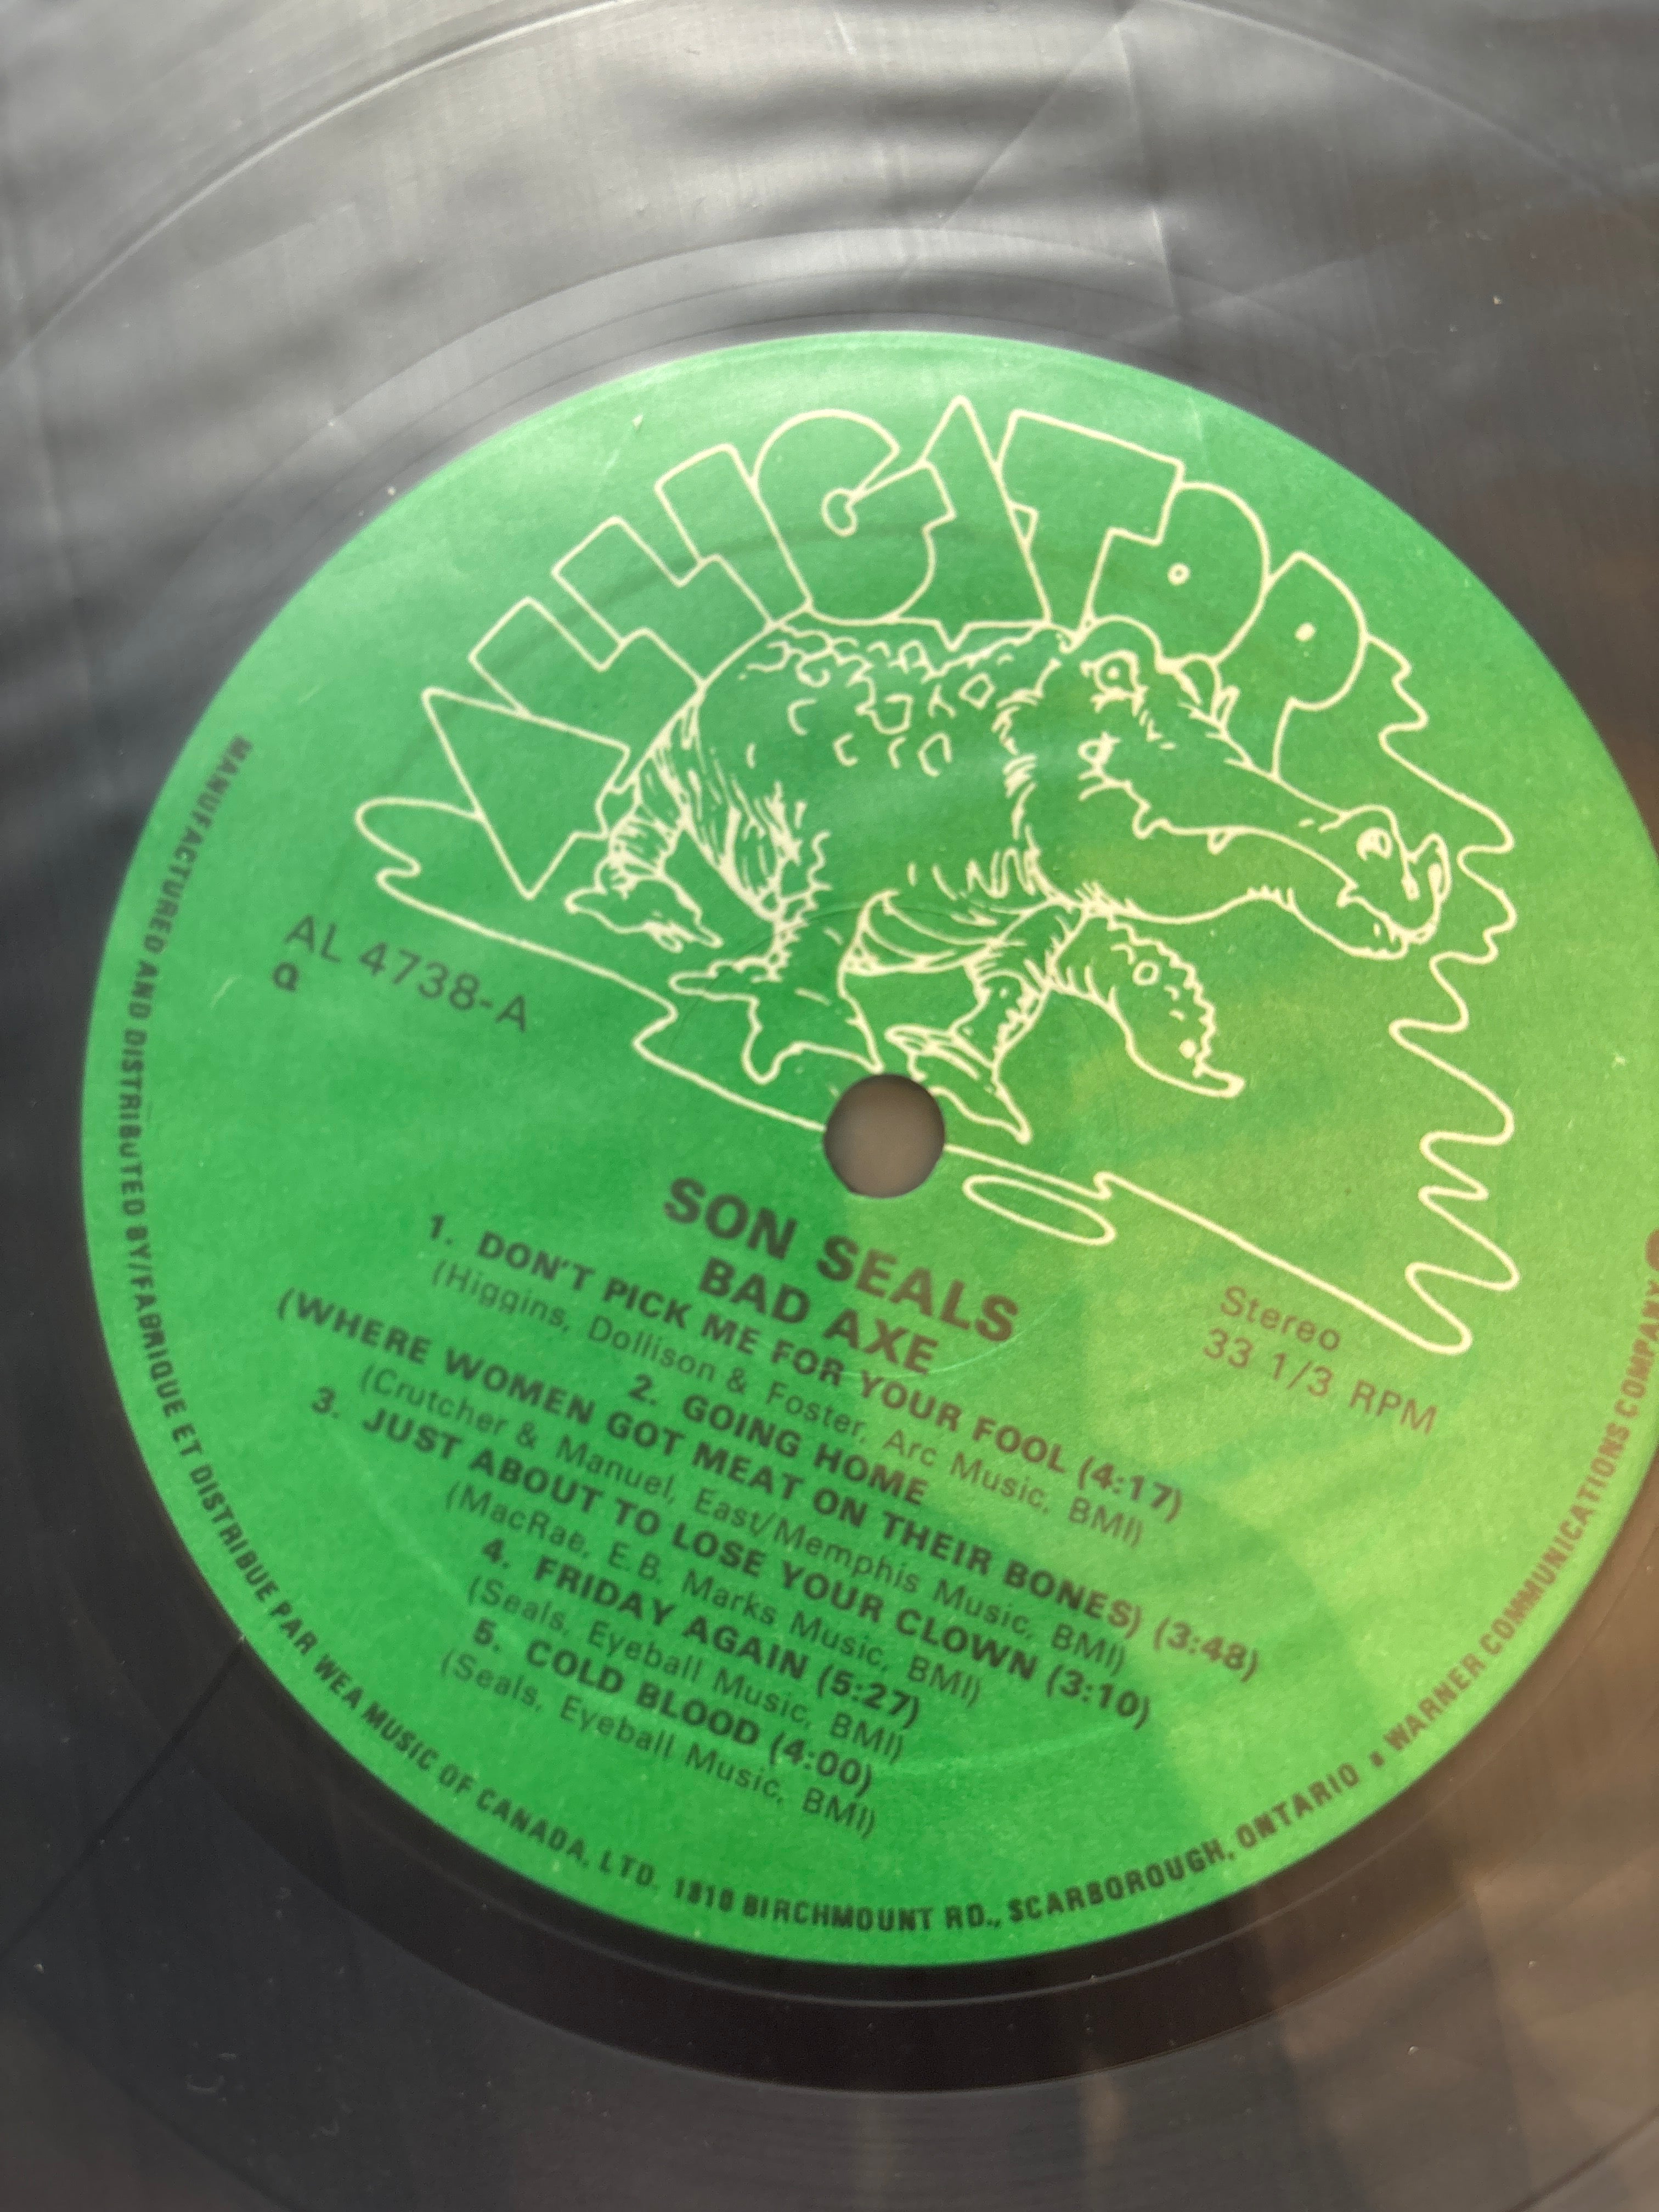 ALLIGATOR
AL 4738-A
Q
Stereo
33 1/3 RPM
SON SEALS
BAD AXE
1. DON'T PICK ME FOR YOUR FOOL (4:17)
(Higgins, Dollison & Foster, Arc Music, BMI)
2. GOING HOME
(WHERE WOMEN GOT MEAT ON THEIR BONES) (3:48)
(Crutcher & Manuel, East/Memphis Music, BMI)
3. JUST ABOUT TO LOSE YOUR CLOWN (3:10)
(MacRae, E.B. Marks Music, BMI)
4. FRIDAY AGAIN (5:27)
(Seals, Eyeball Music, BMI)
5. COLD BLOOD (4:00)
(Seals, Eyeball Music, BMI)
MANUFACTURED AND DISTRIBUTED BY/FABRIQUE ET DISTRIBUE PAR WEA MUSIC OF CANADA, LTD. 1810 BIRCHMOUNT RD., SCARBOROUGH, ONTARIO ▪ WARNER COMMUNICATIONS COMPANY